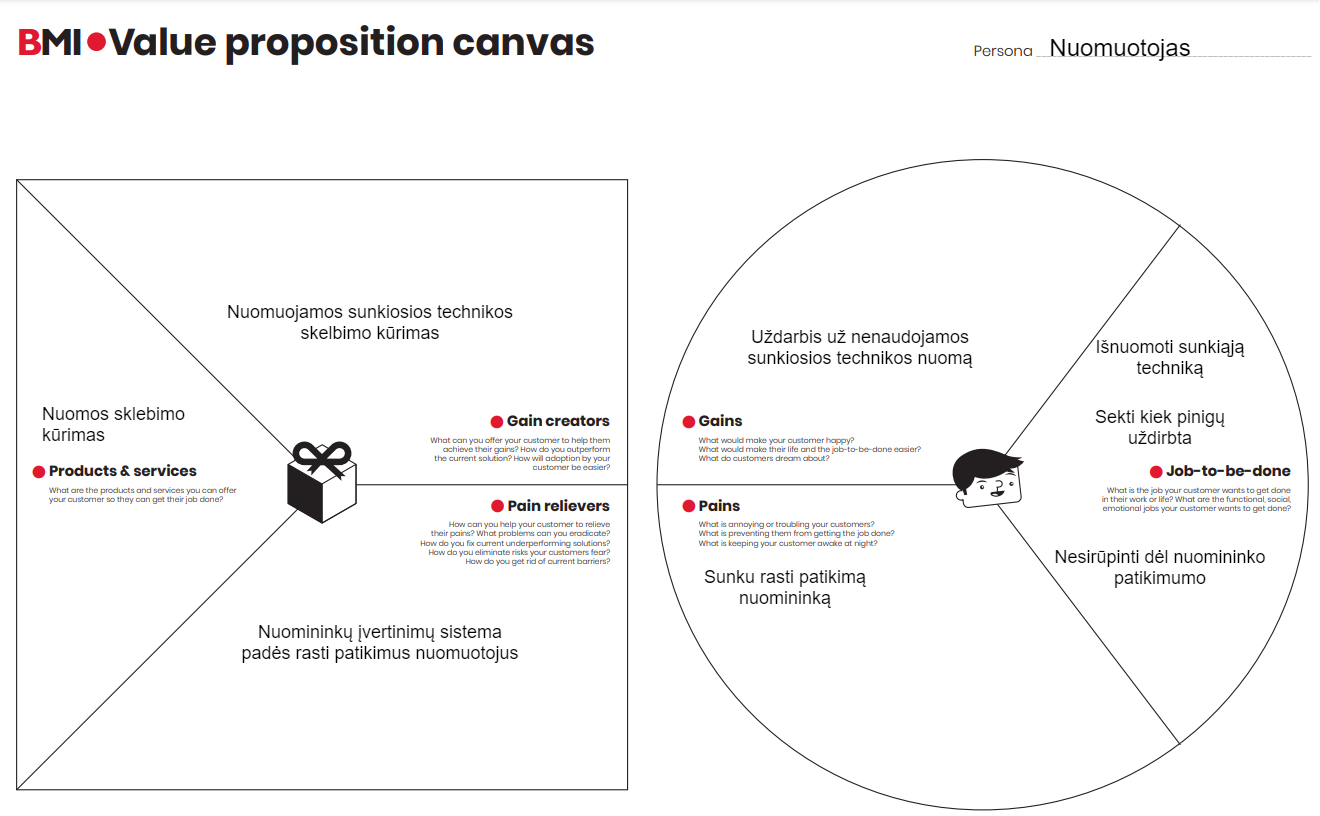 BMI Value proposition canvas
Persona Nuomuotojas
Nuomuojamos sunkiosios technikos
skelbimo kūrimas
Nuomos sklebimo
kūrimas
Products & services
What are the products and services you can offer
your customer so they can get their job done?
Gain creators
What can you offer your customer to help them
achieve their gains? How do you outperform
the current solution? How will adoption by your
customer be easier?
Pain relievers
How can you help your customer to relieve
their pains? What problems can you eradicate?
How do you fix current underperforming solutions?
How do you eliminate risks your customers fear?
How do you get rid of current barriers?
Nuomininkų įvertinimų sistema
padės rasti patikimus nuomuotojus
Uždarbis už nenaudojamos
sunkiosios technikos nuomą
Gains
What would make your customer happy?
What would make their life and the job-to-be-done easier?
What do customers dream about?
Pains
What is annoying or troubling your customers?
What is preventing them from getting the job done?
What is keeping your customer awake at night?
Sunku rasti patikimą
nuomininką
Išnuomoti sunkiąją
techniką
Sekti kiek pinigų
uždirbta
Job-to-be-done
What is the job your customer wants to get done
in their work or life? What are the functional, social,
emotional jobs your customer wants to get done?
Nesirūpinti dėl nuomininko
patikimumo